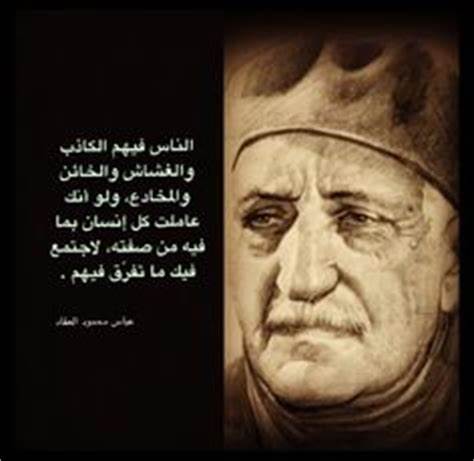 الناس فيهم الكاذب
والغشاش والخائن
والمخادع، ولو أنك
عاملت كل إنسان بما
فيه من صفته، لاجتمع
فيك ما تفرّق فيهم .
عباس محمود العقاد